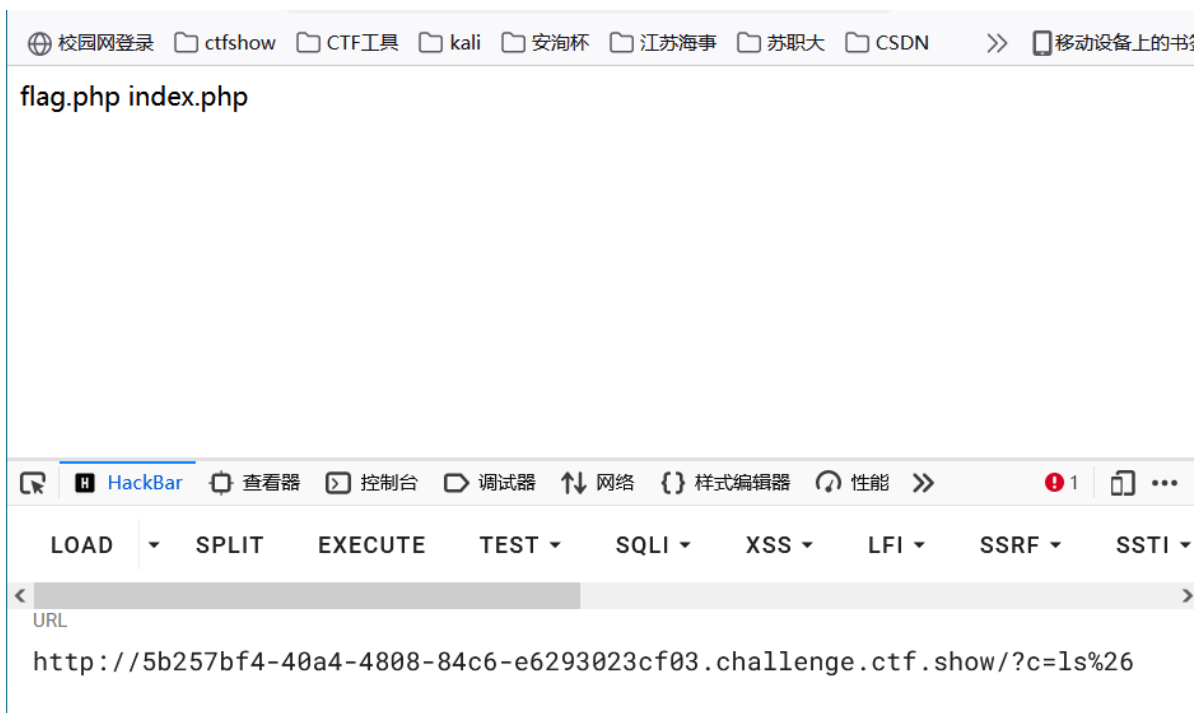 校园网登录 ctfshow CTF工具 kali 安洵杯 江苏海事 苏职大 CSDN 移动设备上的书签
flag.php index.php
HackBar 查看器 控制台 调试器 网络 {} 样式编辑器 性能 1
LOAD SPLIT EXECUTE TEST SQLI XSS LFI SSRF SSTI
URL
http://5b257bf4-40a4-4808-84c6-e6293023cf03.challenge.ctf.show/?c=ls%26